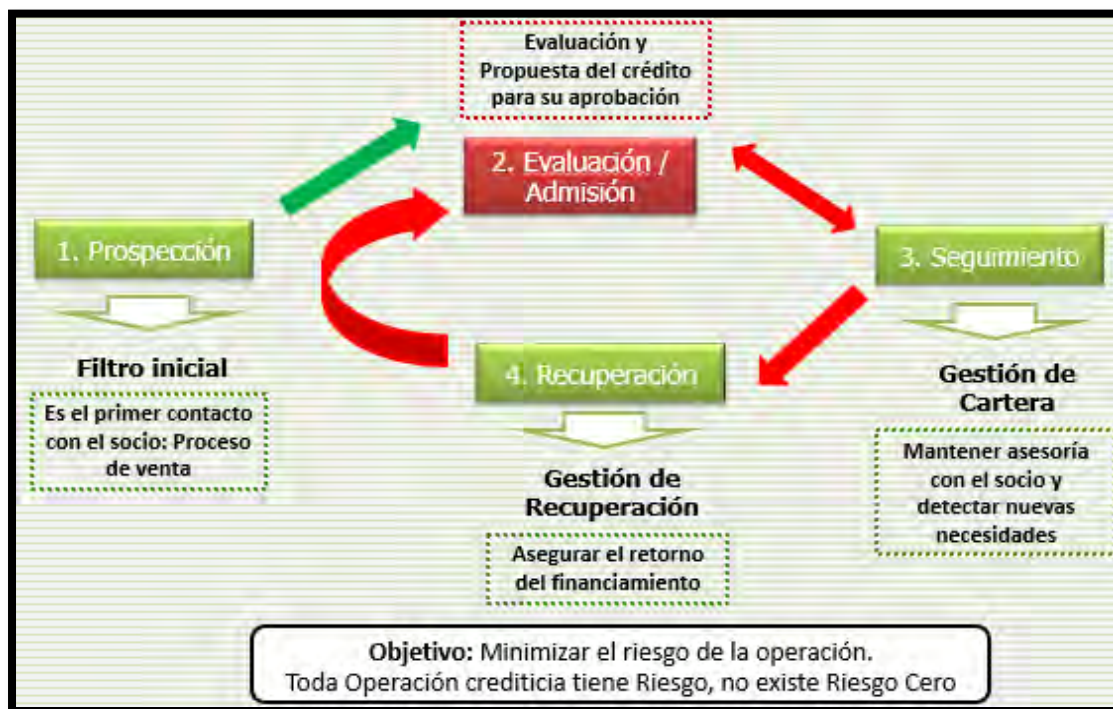 Evaluación y
Propuesta del crédito
para su aprobación
2. Evaluación /
Admisión
1. Prospección
3. Seguimiento
Filtro inicial
Es el primer contacto
con el socio: Proceso
de venta
4. Recuperación
Gestión de
Recuperación
Asegurar el retorno
del financiamiento
Gestión de
Cartera
Mantener asesoría
con el socio y
detectar nuevas
necesidades
Objetivo: Minimizar el riesgo de la operación.
Toda Operación crediticia tiene Riesgo, no existe Riesgo Cero